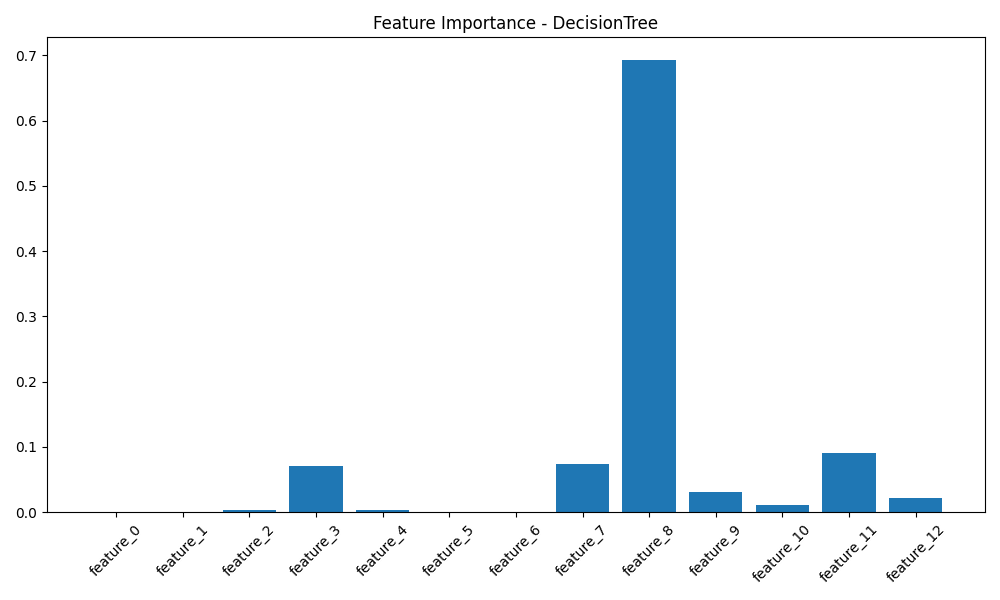 Feature Importance - DecisionTree
0.7
0.6
0.5
0.4
0.3
0.2
0.1
0.0
feature_0
feature_1
feature_2
feature_3
feature_4
feature_5
feature_6
feature_7
feature_8
feature_9
feature_10
feature_11
feature_12